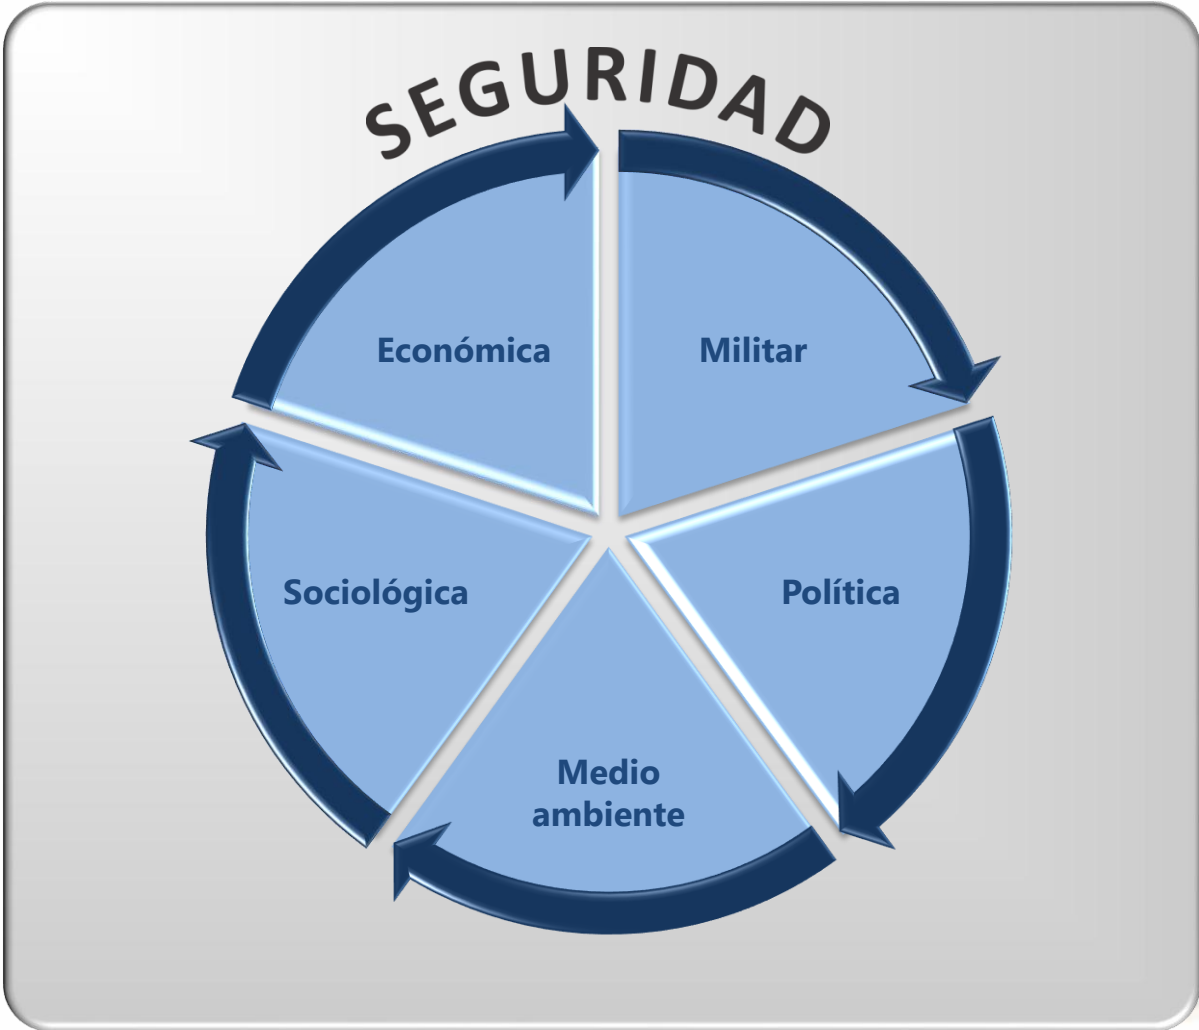 SEGURIDAD
Económica
Militar
Sociológica
Política
Medio
ambiente